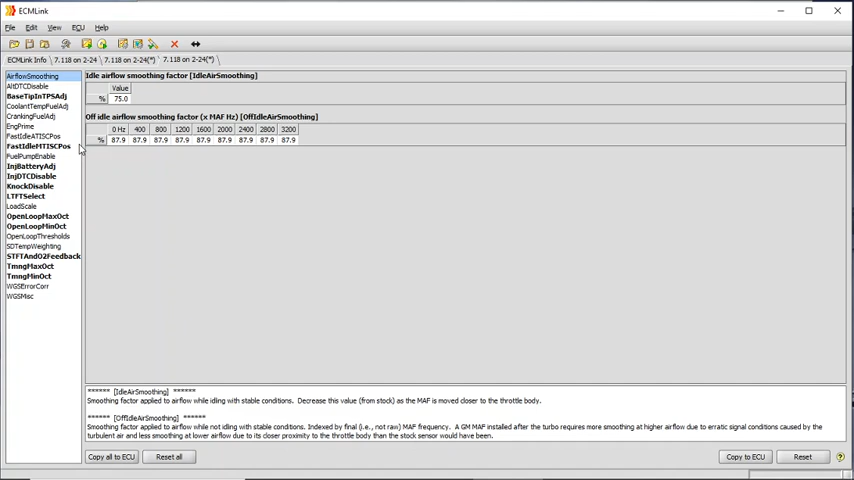 ECMLink
File Edit View ECU Help
ECMLink Info 7.118 on 2-24 7.118 on 2-24(*) 7.118 on 2-24(*)
AirflowSmoothing
AltDTCDisable
BaseTipInTPSAdj
CoolantTempFuelAdj
CrankingFuelAdj
EngPrime
FastIdleATISCPos
FastIdleMTISCPos
FuelPumpEnable
InjBatteryAdj
InjDTCDisable
KnockDisable
LTFTSelect
LoadScale
OpenLoopMaxOct
OpenLoopMinOct
OpenLoopThresholds
SDTempWeighting
STFTAndO2Feedback
TmngMaxOct
TmngMinOct
WGSErrorCorr
WGSMisc
Idle airflow smoothing factor [IdleAirSmoothing]
Value
% 75.0
Off idle airflow smoothing factor (x MAF Hz) [OffIdleAirSmoothing]
0 Hz 400 800 1200 1600 2000 2400 2800 3200
% 87.9 87.9 87.9 87.9 87.9 87.9 87.9 87.9 87.9
****** [IdleAirSmoothing] ******
Smoothing factor applied to airflow while idling with stable conditions. Decrease this value (from stock) as the MAF is moved closer to the throttle body.
****** [OffIdleAirSmoothing] ******
Smoothing factor applied to airflow while not idling with stable conditions. Indexed by final (i.e., not raw) MAF frequency. A GM MAF installed after the turbo requires more smoothing at higher airflow due to erratic signal conditions caused by the
turbulent air and less smoothing at lower airflow due to its closer proximity to the throttle body than the stock sensor would have been.
Copy all to ECU Reset all Copy to ECU Reset